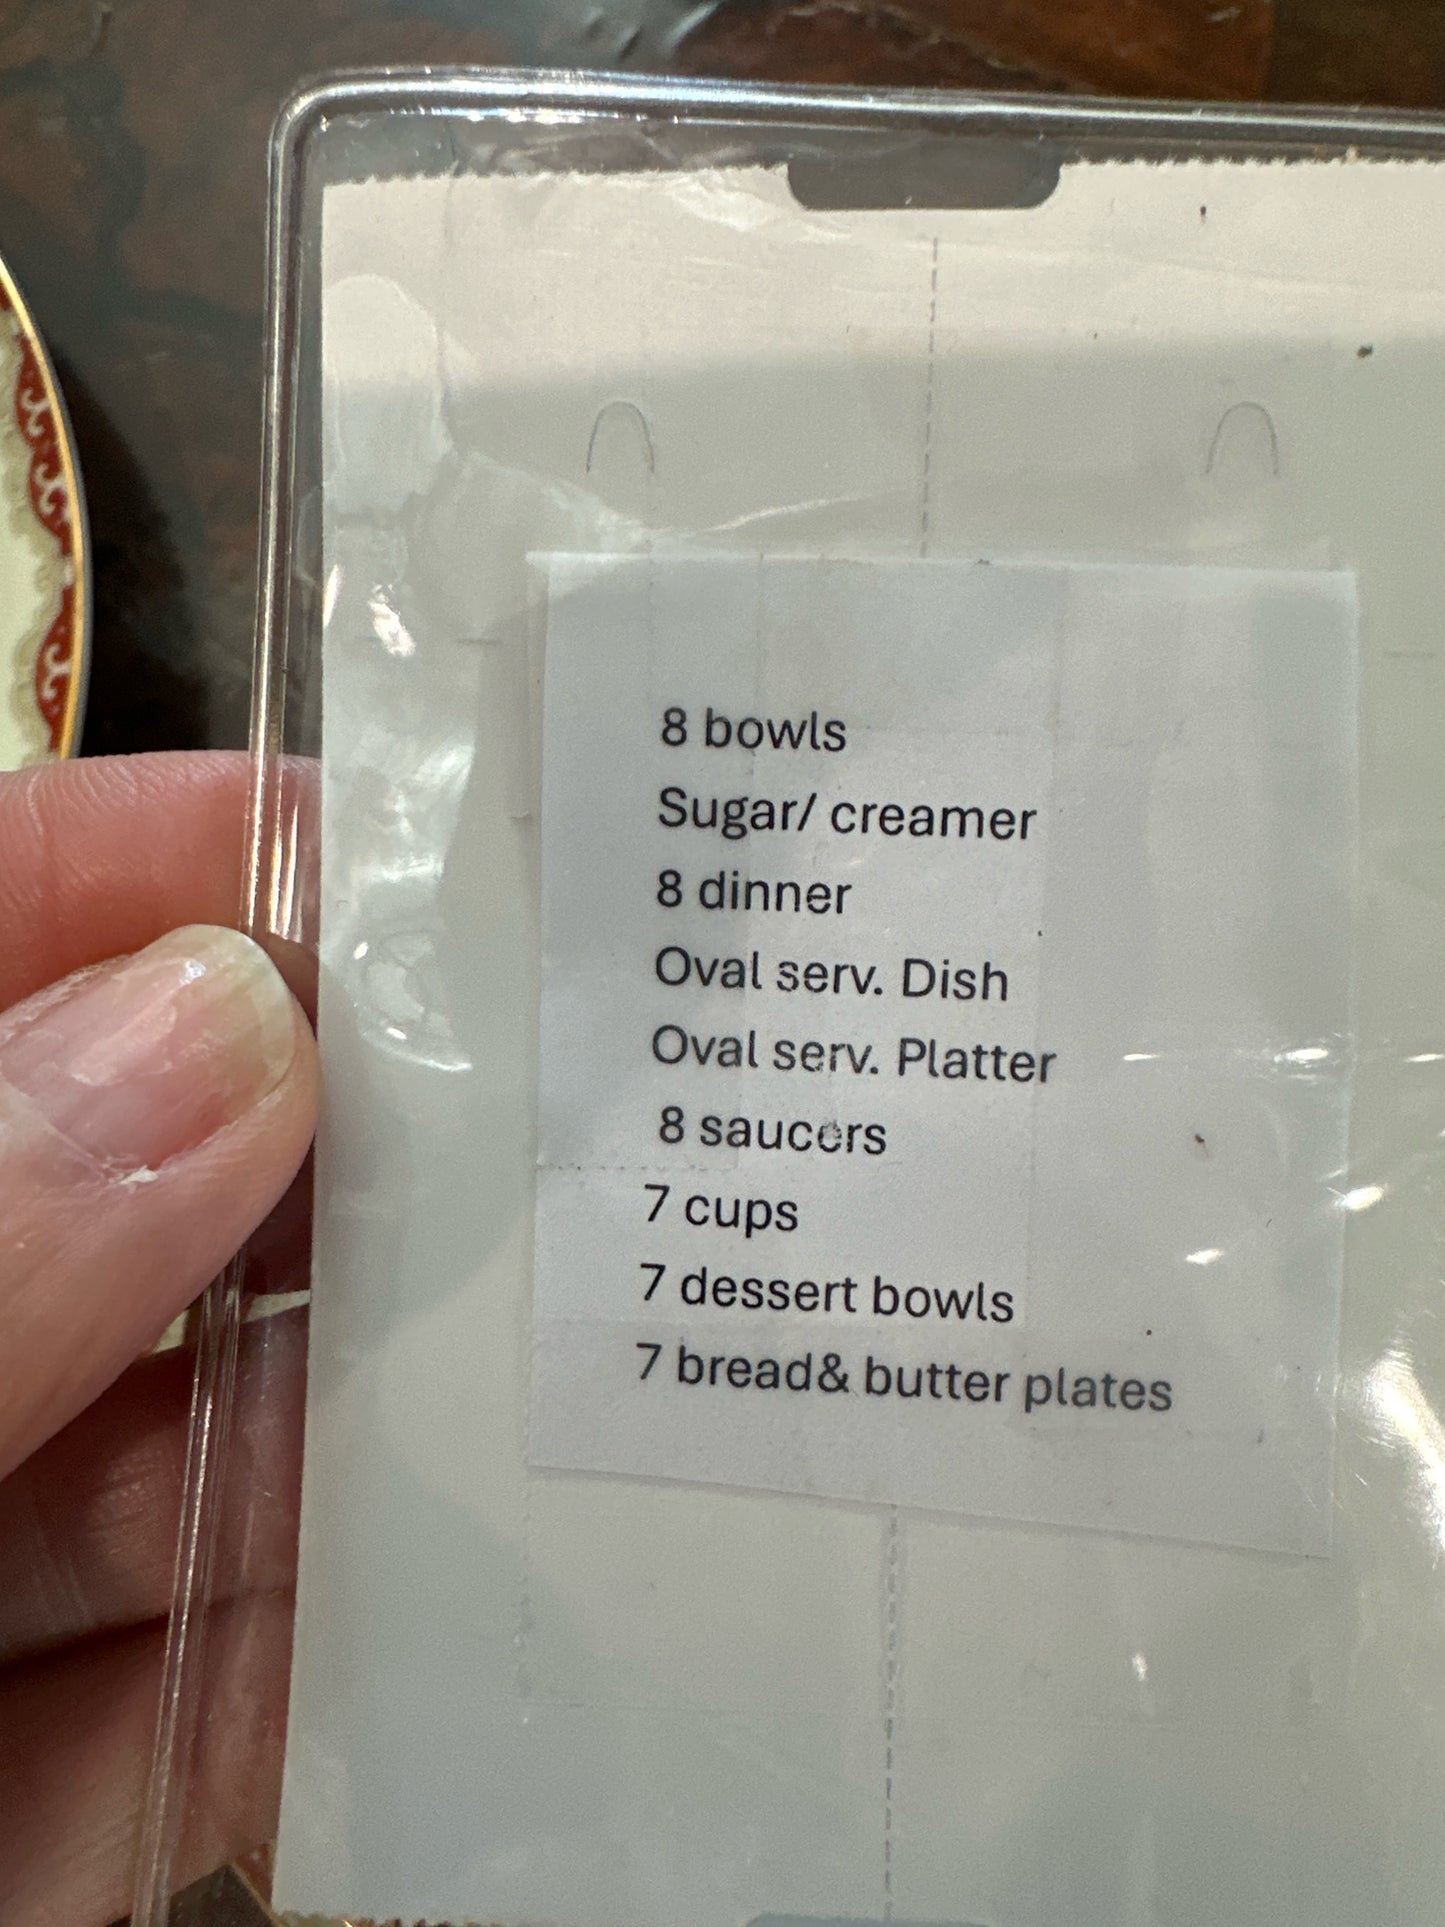 8 bowls
Sugar/ creamer
8 dinner
Oval serv. Dish
Oval serv. Platter
8 saucers
7 cups
7 dessert bowls
7 bread& butter plates